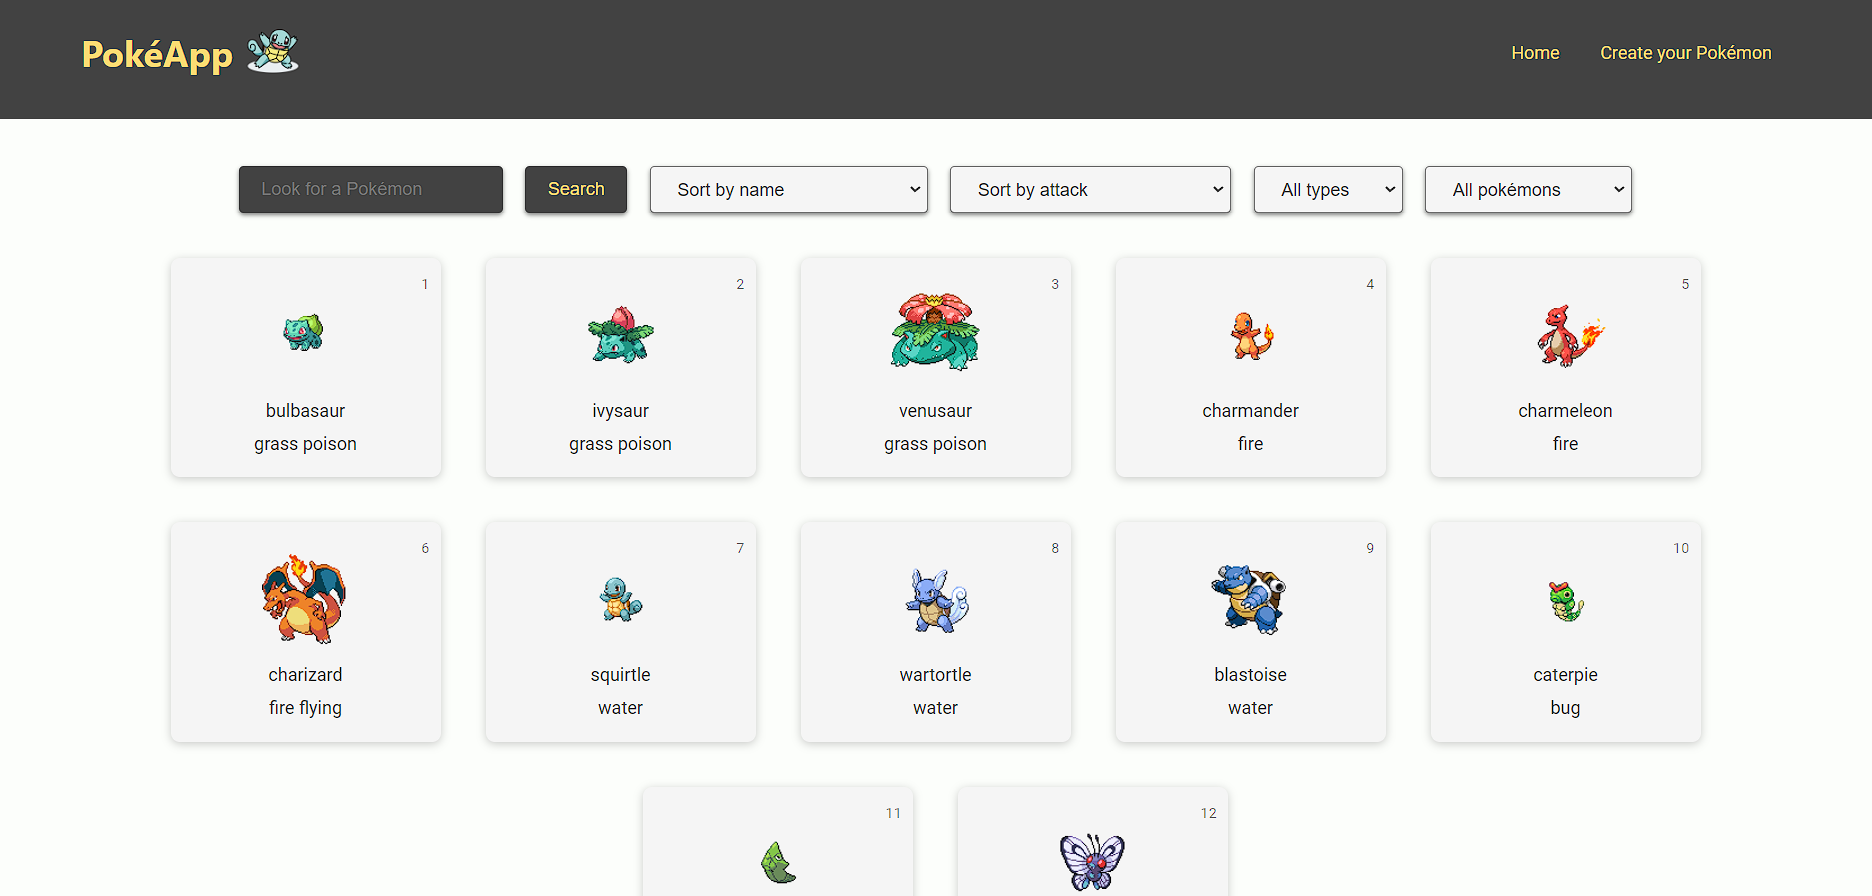 PokéApp
Home
Create your Pokémon
Look for a Pokémon
Search
Sort by name
Sort by attack
All types
All pokémons
1
bulbasaur
grass poison
2
ivysaur
grass poison
3
venusaur
grass poison
4
charmander
fire
5
charmeleon
fire
6
charizard
fire flying
7
squirtle
water
8
wartortle
water
9
blastoise
water
10
caterpie
bug
11
12